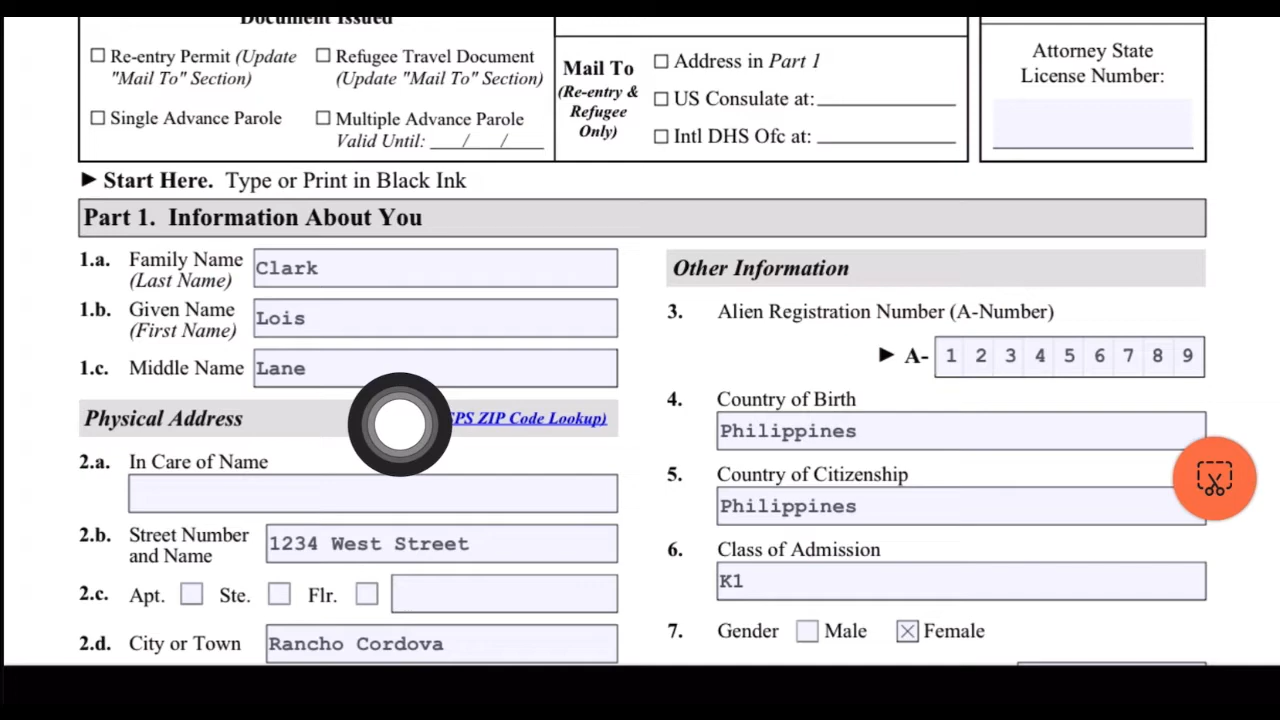 Document Issued
Re-entry Permit (Update "Mail To" Section)
Refugee Travel Document (Update "Mail To" Section)
Single Advance Parole
Multiple Advance Parole
Valid Until: ___/___/___
Mail To
(Re-entry & Refugee Only)
Address in Part 1
US Consulate at:
Intl DHS Ofc at:
Attorney State License Number:
► Start Here. Type or Print in Black Ink
Part 1. Information About You
1.a. Family Name (Last Name) Clark
1.b. Given Name (First Name) Lois
1.c. Middle Name Lane
Physical Address ZIP Code Lookup)
2.a. In Care of Name
2.b. Street Number and Name 1234 West Street
2.c. Apt. Ste. Flr.
2.d. City or Town Rancho Cordova
Other Information
3. Alien Registration Number (A-Number)
► A- 1 2 3 4 5 6 7 8 9
4. Country of Birth
Philippines
5. Country of Citizenship
Philippines
6. Class of Admission
K1
7. Gender Male Female